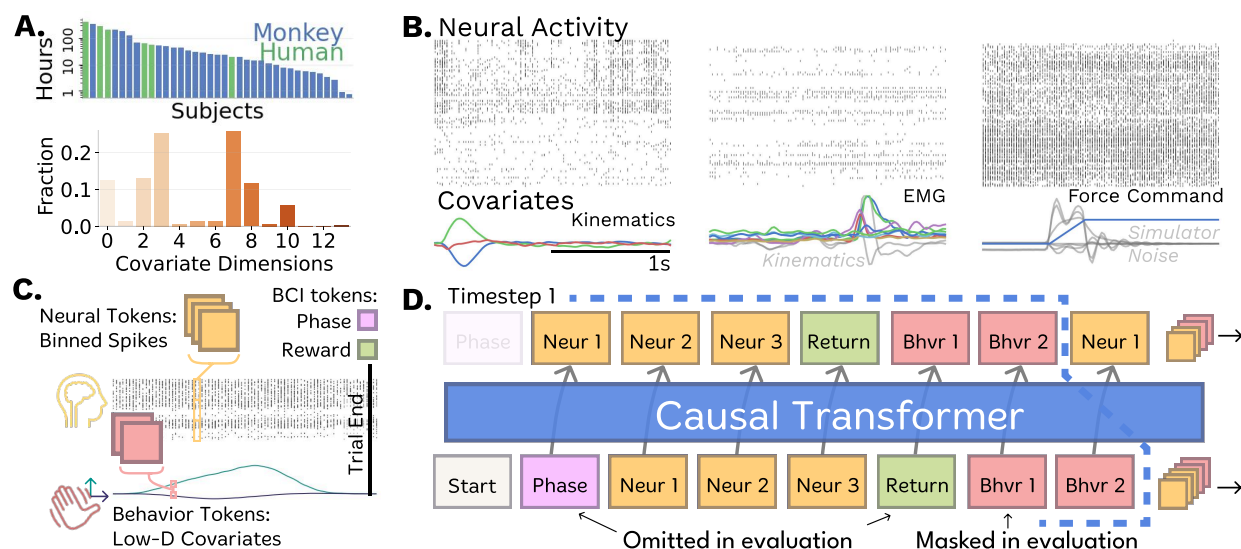 A.
Hours
100
10
1
Monkey
Human
Subjects
Fraction
0.2
0.1
0.0
0 2 4 6 8 10 12
Covariate Dimensions
B. Neural Activity
Covariates
Kinematics
1s
EMG
Kinematics
Force Command
Simulator
Noise
C.
Neural Tokens:
Binned Spikes
BCI tokens:
Phase
Reward
Trial End
Behavior Tokens:
Low-D Covariates
D. Timestep 1
Phase Neur 1 Neur 2 Neur 3 Return Bhvr 1 Bhvr 2 Neur 1
Causal Transformer
Start Phase Neur 1 Neur 2 Neur 3 Return Bhvr 1 Bhvr 2
Omitted in evaluation Masked in evaluation